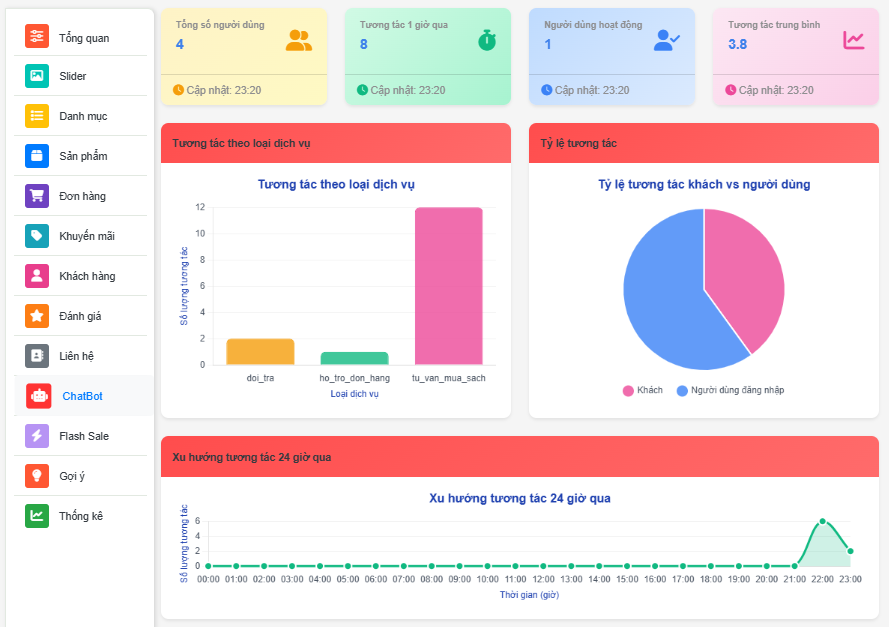 Tổng quan
Slider
Danh mục
Sản phẩm
Đơn hàng
Khuyến mãi
Khách hàng
Đánh giá
Liên hệ
ChatBot
Flash Sale
Gợi ý
Thống kê
Tổng số người dùng
4
Cập nhật: 23:20
Tương tác 1 giờ qua
8
Cập nhật: 23:20
Người dùng hoạt động
1
Cập nhật: 23:20
Tương tác trung bình
3.8
Cập nhật: 23:20
Tương tác theo loại dịch vụ
Tương tác theo loại dịch vụ
Số lượng tương tác
12
10
8
6
4
2
0
doi_tra ho_tro_don_hang tu_van_mua_sach
Loại dịch vụ
Tỷ lệ tương tác
Tỷ lệ tương tác khách vs người dùng
Khách Người dùng đăng nhập
Xu hướng tương tác 24 giờ qua
Xu hướng tương tác 24 giờ qua
Số lượng tương tác
6
4
2
0
00:00 01:00 02:00 03:00 04:00 05:00 06:00 07:00 08:00 09:00 10:00 11:00 12:00 13:00 14:00 15:00 16:00 17:00 18:00 19:00 20:00 21:00 22:00 23:00
Thời gian (giờ)